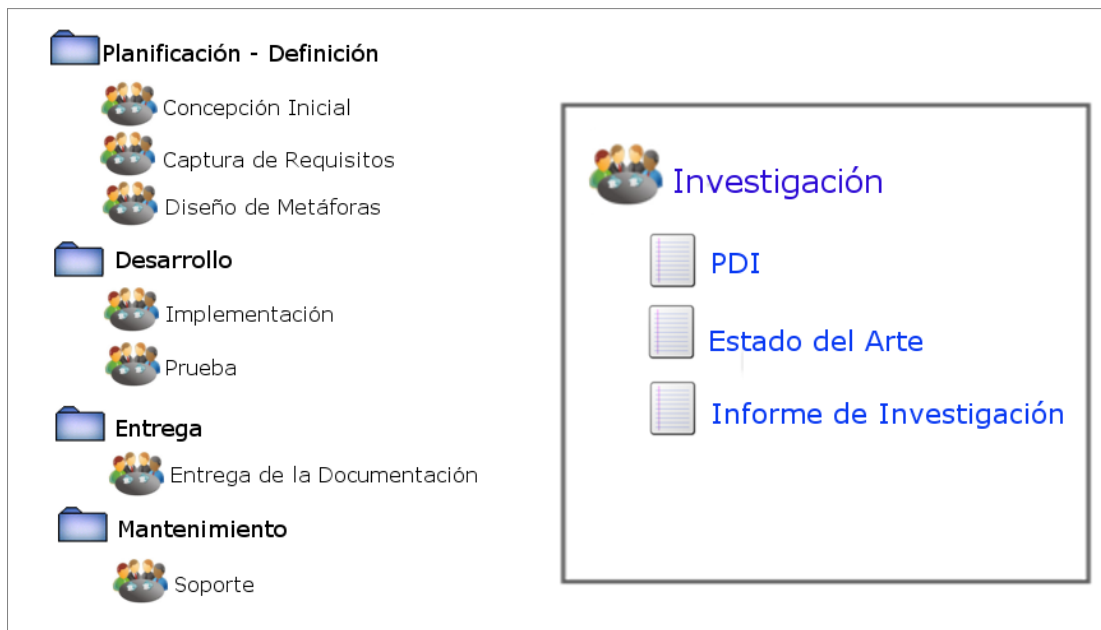 Planificación - Definición
Concepción Inicial
Captura de Requisitos
Diseño de Metáforas
Desarrollo
Implementación
Prueba
Entrega
Entrega de la Documentación
Mantenimiento
Soporte
Investigación
PDI
Estado del Arte
Informe de Investigación